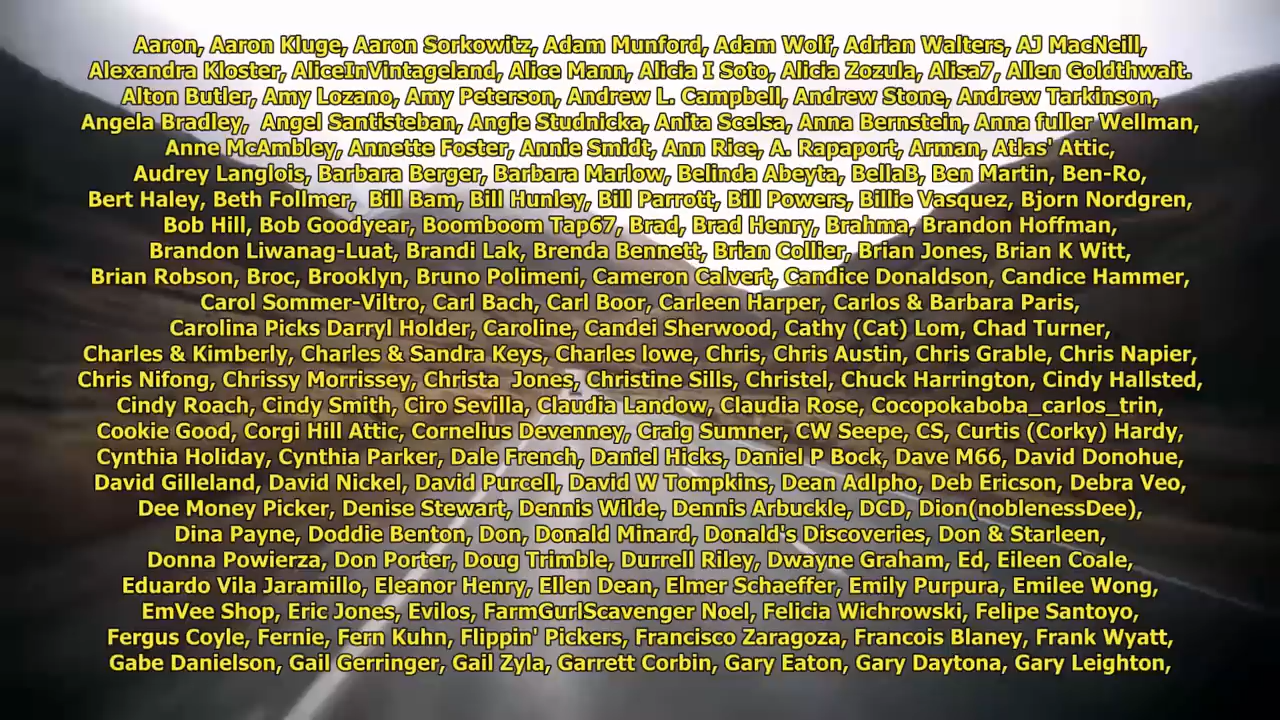 Aaron, Aaron Kluge, Aaron Sorkowitz, Adam Munford, Adam Wolf, Adrian Walters, AJ MacNeill,
Alexandra Kloster, AliceInVintageland, Alice Mann, Alicia I Soto, Alicia Zozula, Alisa7, Allen Goldthwait.
Alton Butler, Amy Lozano, Amy Peterson, Andrew L. Campbell, Andrew Stone, Andrew Tarkinson,
Angela Bradley,  Angel Santisteban, Angie Studnicka, Anita Scelsa, Anna Bernstein, Anna fuller Wellman,
Anne McAmbley, Annette Foster, Annie Smidt, Ann Rice, A. Rapaport, Arman, Atlas' Attic,
Audrey Langlois, Barbara Berger, Barbara Marlow, Belinda Abeyta, BellaB, Ben Martin, Ben-Ro,
Bert Haley, Beth Follmer,  Bill Bam, Bill Hunley, Bill Parrott, Bill Powers, Billie Vasquez, Bjorn Nordgren,
Bob Hill, Bob Goodyear, Boomboom Tap67, Brad, Brad Henry, Brahma, Brandon Hoffman,
Brandon Liwanag-Luat, Brandi Lak, Brenda Bennett, Brian Collier, Brian Jones, Brian K Witt,
Brian Robson, Broc, Brooklyn, Bruno Polimeni, Cameron Calvert, Candice Donaldson, Candice Hammer,
Carol Sommer-Viltro, Carl Bach, Carl Boor, Carleen Harper, Carlos & Barbara Paris,
Carolina Picks Darryl Holder, Caroline, Candei Sherwood, Cathy (Cat) Lom, Chad Turner,
Charles & Kimberly, Charles & Sandra Keys, Charles lowe, Chris, Chris Austin, Chris Grable, Chris Napier,
Chris Nifong, Chrissy Morrissey, Christa  Jones, Christine Sills, Christel, Chuck Harrington, Cindy Hallsted,
Cindy Roach, Cindy Smith, Ciro Sevilla, Claudia Landow, Claudia Rose, Cocopokaboba_carlos_trin,
Cookie Good, Corgi Hill Attic, Cornelius Devenney, Craig Sumner, CW Seepe, CS, Curtis (Corky) Hardy,
Cynthia Holiday, Cynthia Parker, Dale French, Daniel Hicks, Daniel P Bock, Dave M66, David Donohue,
David Gilleland, David Nickel, David Purcell, David W Tompkins, Dean Adlpho, Deb Ericson, Debra Veo,
Dee Money Picker, Denise Stewart, Dennis Wilde, Dennis Arbuckle, DCD, Dion(noblenessDee),
Dina Payne, Doddie Benton, Don, Donald Minard, Donald's Discoveries, Don & Starleen,
Donna Powierza, Don Porter, Doug Trimble, Durrell Riley, Dwayne Graham, Ed, Eileen Coale,
Eduardo Vila Jaramillo, Eleanor Henry, Ellen Dean, Elmer Schaeffer, Emily Purpura, Emilee Wong,
EmVee Shop, Eric Jones, Evilos, FarmGurlScavenger Noel, Felicia Wichrowski, Felipe Santoyo,
Fergus Coyle, Fernie, Fern Kuhn, Flippin' Pickers, Francisco Zaragoza, Francois Blaney, Frank Wyatt,
Gabe Danielson, Gail Gerringer, Gail Zyla, Garrett Corbin, Gary Eaton, Gary Daytona, Gary Leighton,